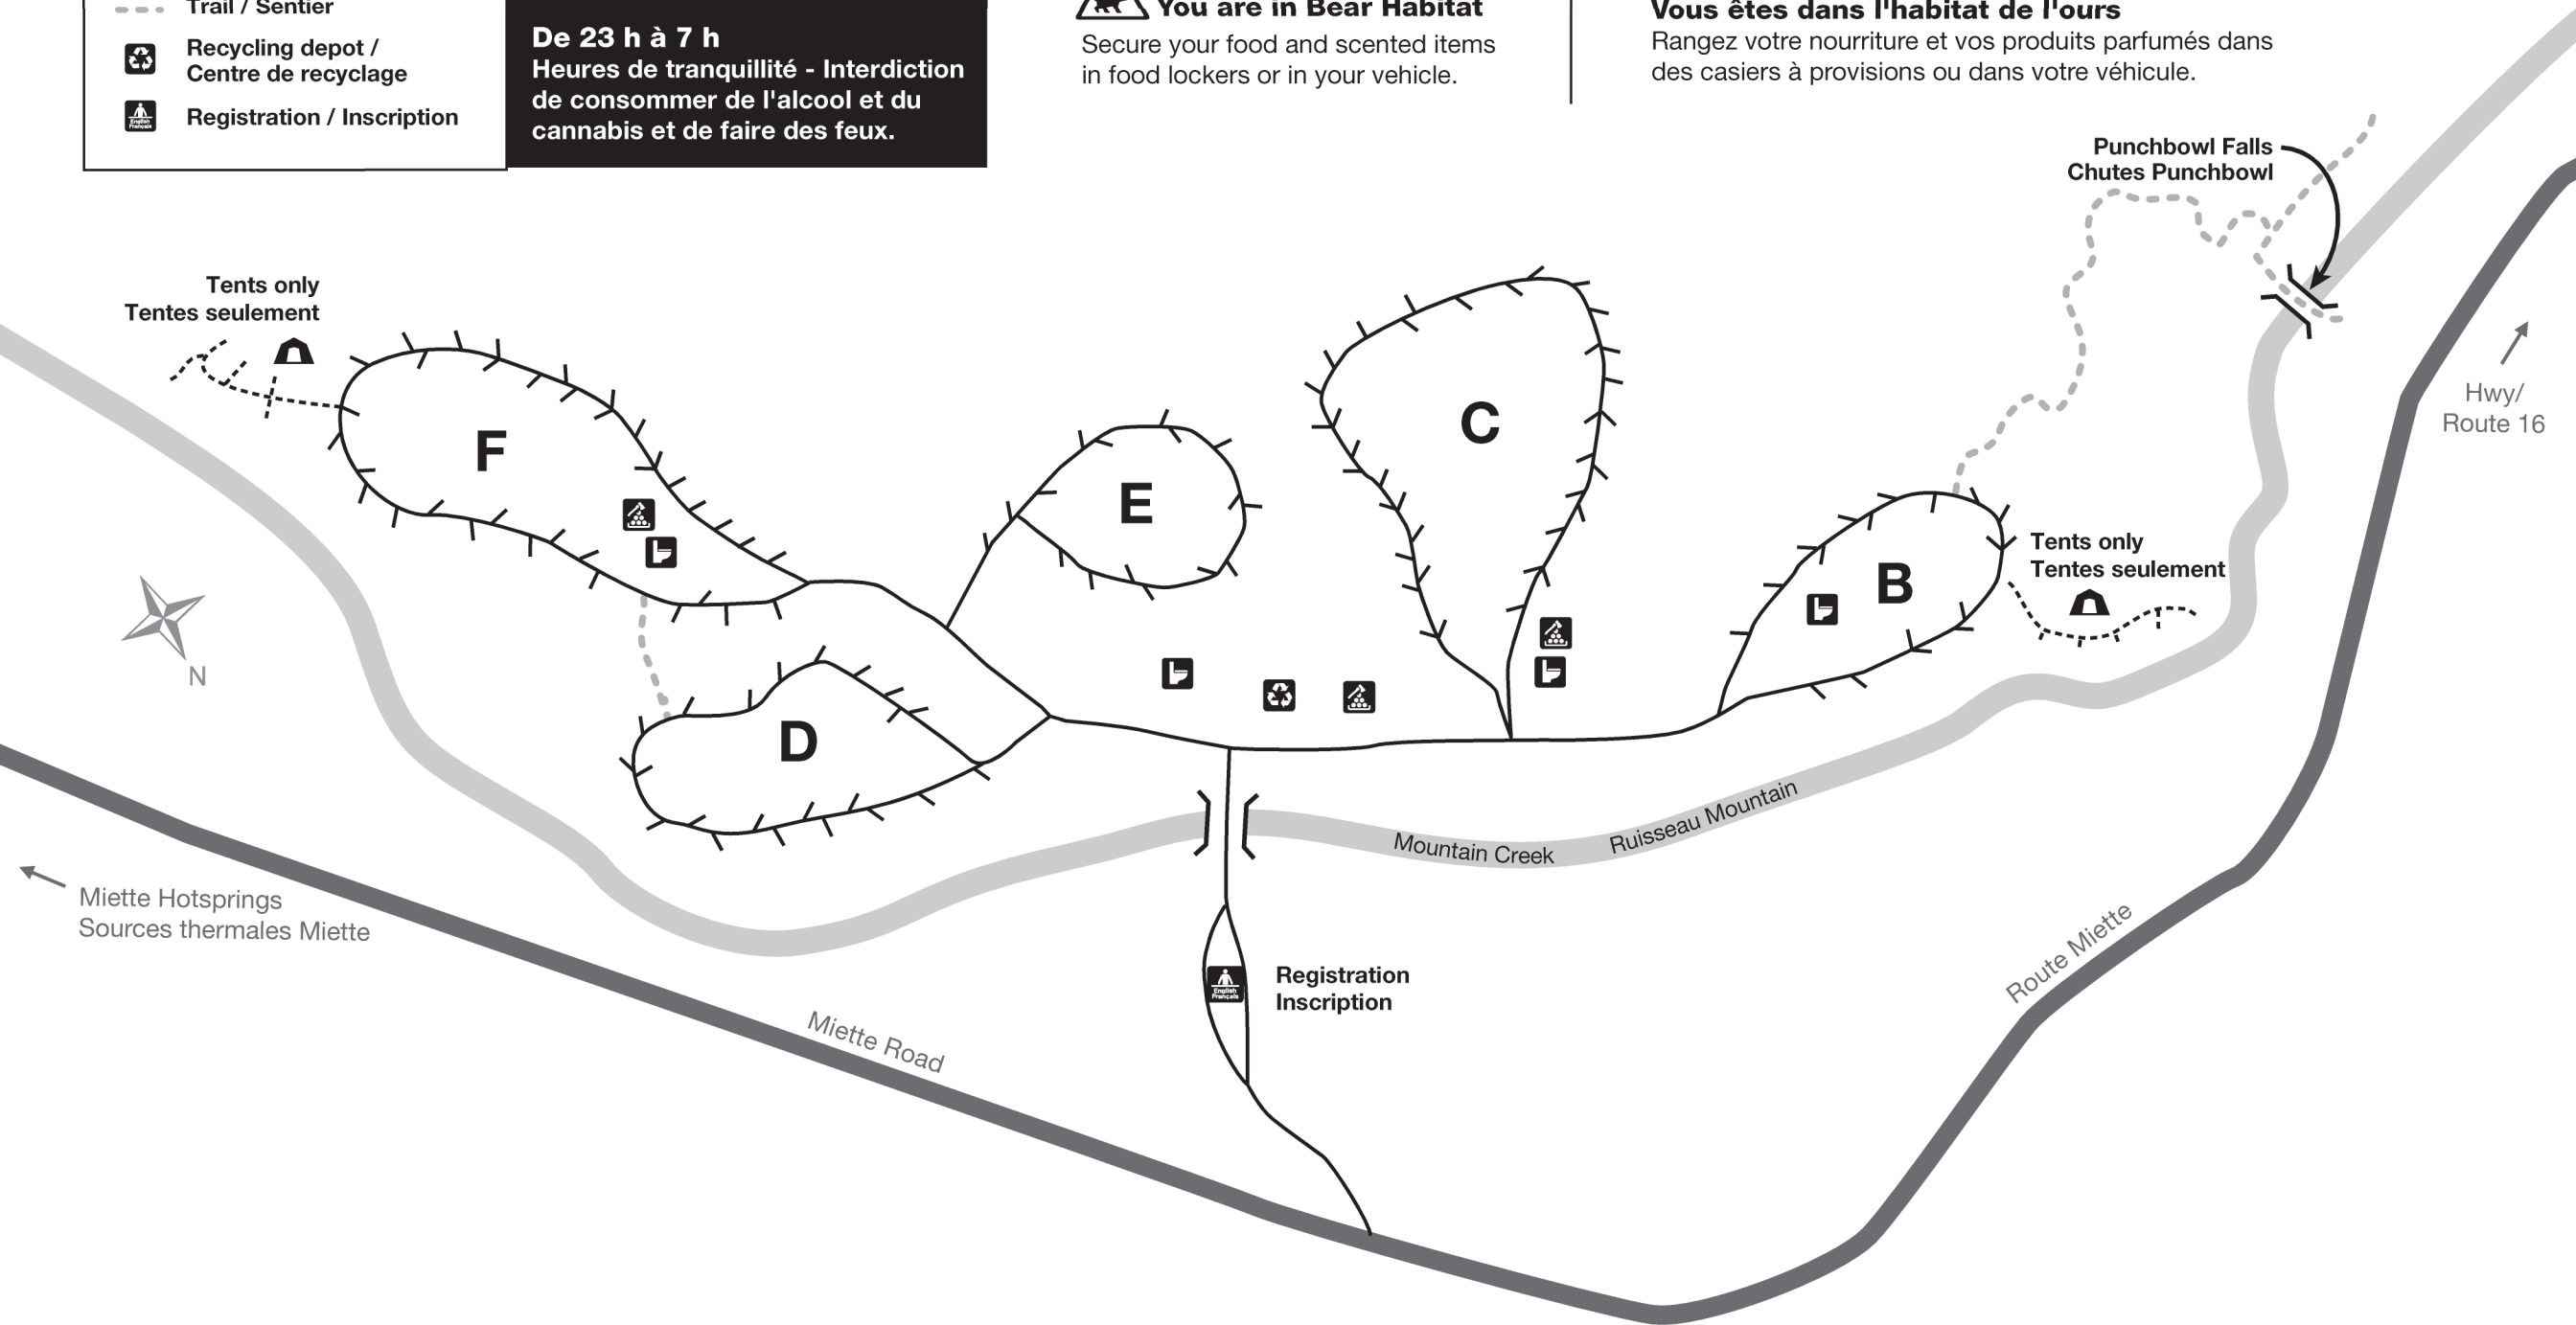 Trail / Sentier
Recycling depot /
Centre de recyclage
English
Français
Registration / Inscription
De 23 h à 7 h
Heures de tranquillité - Interdiction
de consommer de l'alcool et du
cannabis et de faire des feux.
You are in Bear Habitat
Secure your food and scented items
in food lockers or in your vehicle.
Vous êtes dans l'habitat de l'ours
Rangez votre nourriture et vos produits parfumés dans
des casiers à provisions ou dans votre véhicule.
Punchbowl Falls
Chutes Punchbowl
Tents only
Tentes seulement
Hwy/
Route 16
F
E
C
B
Tents only
Tentes seulement
N
D
Mountain Creek
Ruisseau Mountain
Miette Hotsprings
Sources thermales Miette
Miette Road
English
Français
Registration
Inscription
Route Miette